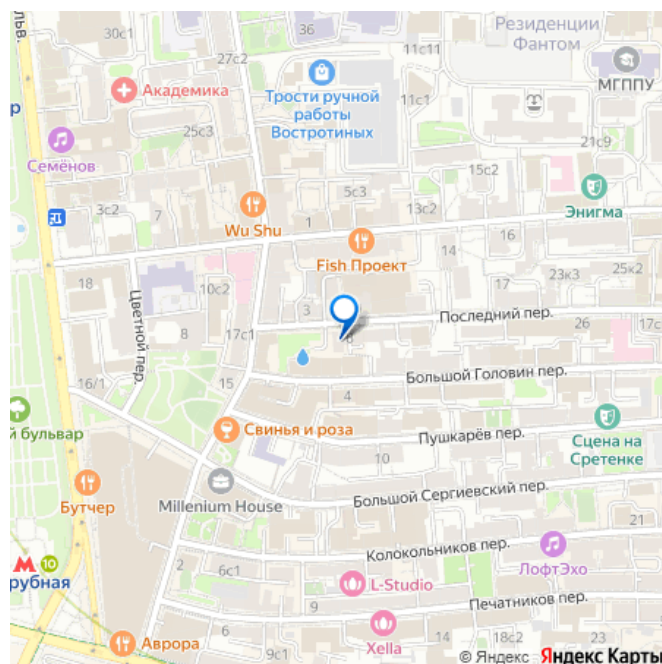 льв.
30с1
36
Резиденции
Фантом
27с2
11с11
МГППУ
Академика
Трости ручной
работы
Востротиных
11с1
р
25с3
21с9
Семёнов
15с2
5с3
3с2
7
1
13с2
Энигма
Wu Shu
16
14
Fish Проект
25к2
23к3
18
10с2
Цветной пер.
3
8
17с1
6
Последний пер.
26
16/1
15
Большой Головин пер.
4
й бульвар
Свинья и роза
Пушкарёв пер.
Сцена на
Сретенке
10
Бутчер
Millenium House
Большой Сергиевский пер.
21
М 10
рубная
2
6с1
Колокольников пер.
ЛофтЭхо
L-Studio
9
Печатников пер.
Xella
Аврора
14
18с2
9
© Яндекс Яндекс Карты